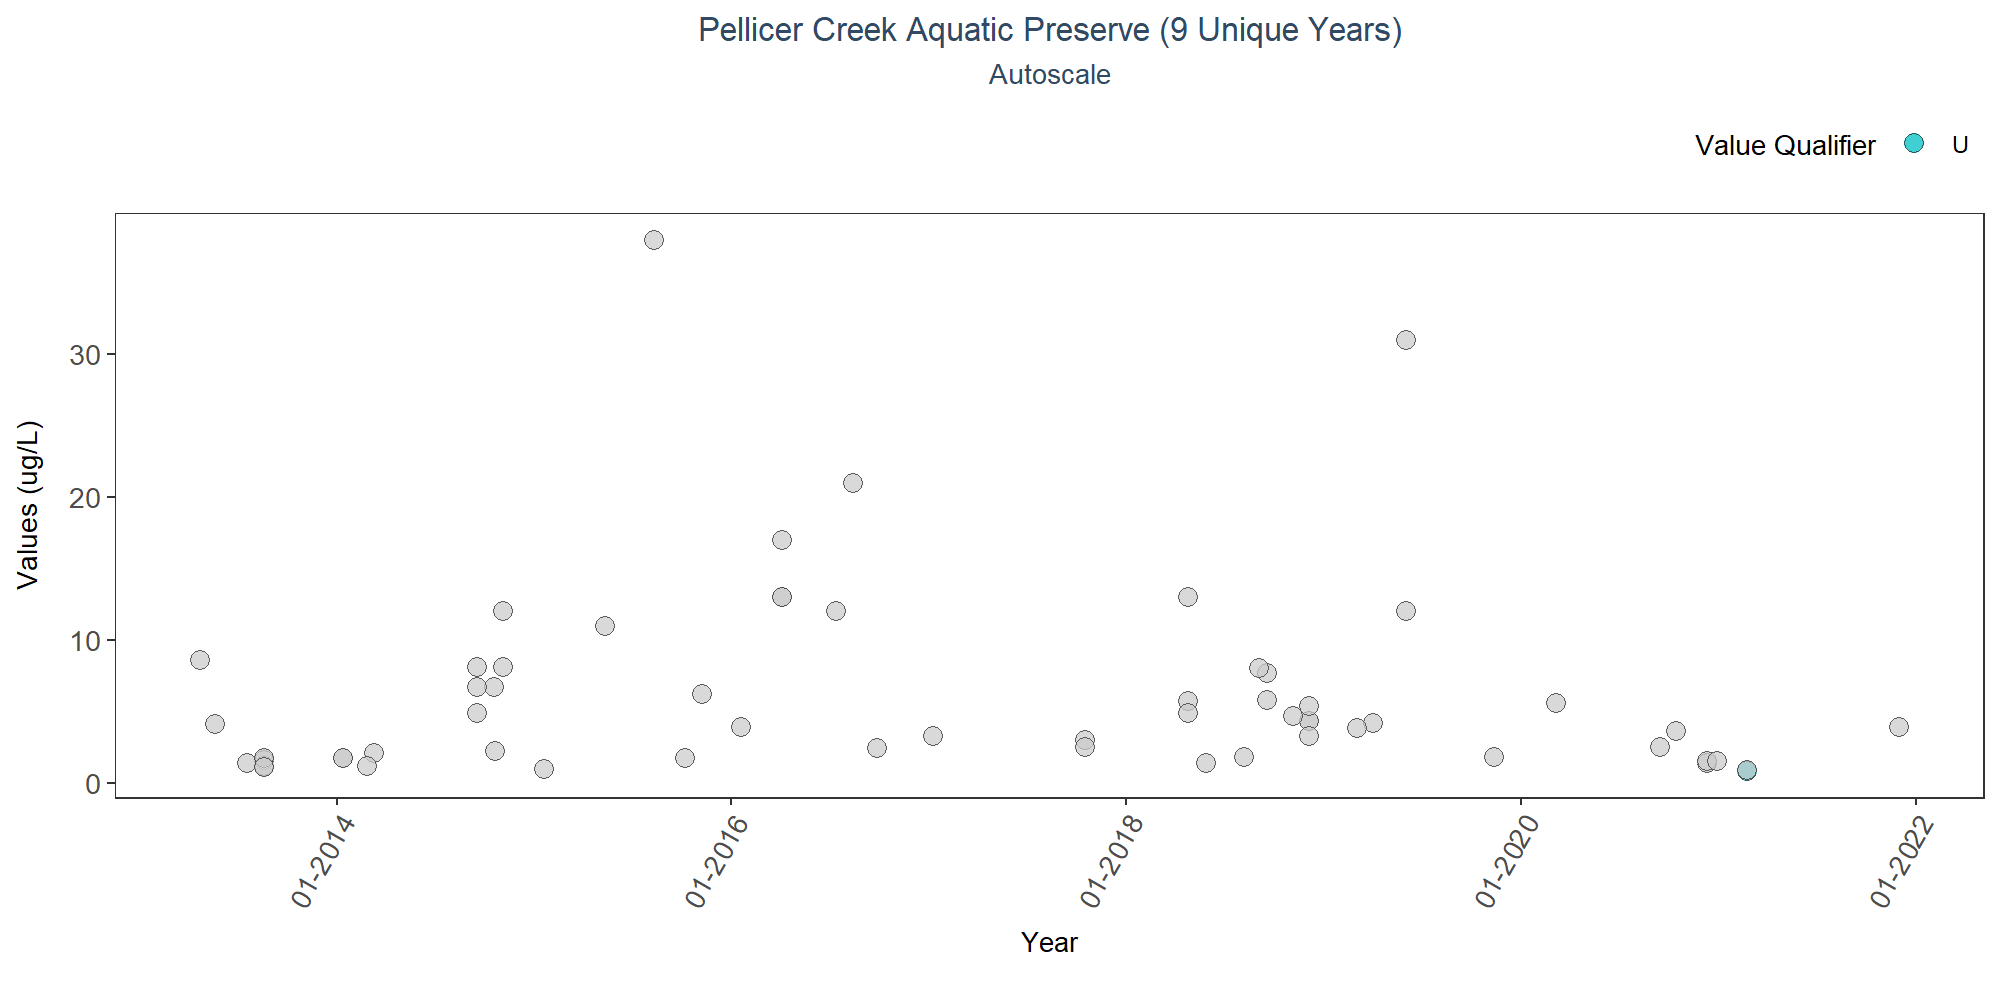 Pellicer Creek Aquatic Preserve (9 Unique Years)
Autoscale
Value Qualifier U
Values (ug/L)
30
20
10
0
01-2014 01-2016 01-2018 01-2020 01-2022
Year